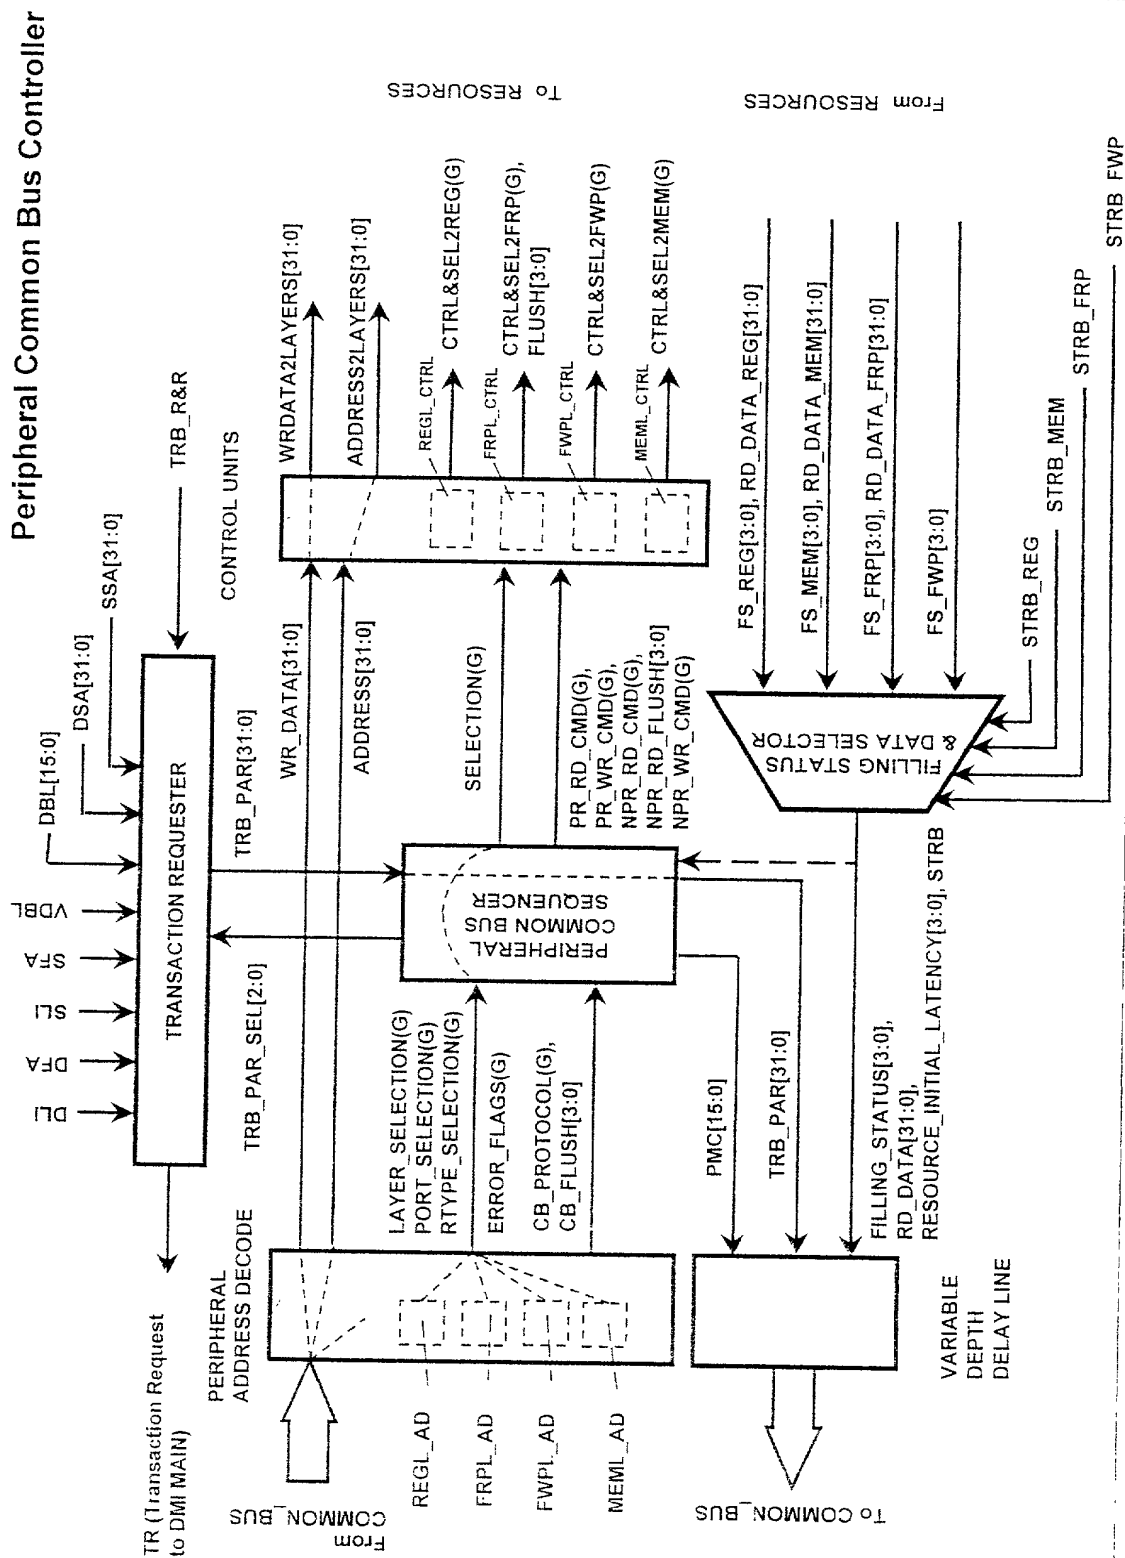 Peripheral Common Bus Controller
TR (Transaction Request
to DMI MAIN)
TRANSACTION REQUESTER
DLI
DFA
SLI
SFA
VDBL
DBL[15:0]
DSA[31:0]
SSA[31:0]
TRB_R&R
TRB_PAR_SEL[2:0]
TRB_PAR[31:0]
CONTROL UNITS
PERIPHERAL
ADDRESS DECODE
WR_DATA[31:0]
ADDRESS[31:0]
WRDATA2LAYERS[31:0]
ADDRESS2LAYERS[31:0]
From
COMMON_BUS
REGL_AD
FRPL_AD
FWPL_AD
MEML_AD
LAYER_SELECTION(G)
PORT_SELECTION(G)
RTYPE_SELECTION(G)
ERROR_FLAGS(G)
CB_PROTOCOL(G),
CB_FLUSH[3:0]
PERIPHERAL
COMMON BUS
SEQUENCER
SELECTION(G)
PR_RD_CMD(G),
PR_WR_CMD(G),
NPR_RD_CMD(G),
NPR_RD_FLUSH[3:0]
NPR_WR_CMD(G)
REGL_CTRL
CTRL&SEL2REG(G)
FRPL_CTRL
CTRL&SEL2FRP(G),
FLUSH[3:0]
FWPL_CTRL
CTRL&SEL2FWP(G)
MEML_CTRL
CTRL&SEL2MEM(G)
To RESOURCES
PMC[15:0]
TRB_PAR[31:0]
FILLING_STATUS[3:0],
RD_DATA[31:0],
RESOURCE_INITIAL_LATENCY[3:0], STRB
VARIABLE
DEPTH
DELAY LINE
To COMMON_BUS
FILLING STATUS
& DATA SELECTOR
FS_REG[3:0], RD_DATA_REG[31:0]
FS_MEM[3:0], RD_DATA_MEM[31:0]
FS_FRP[3:0], RD_DATA_FRP[31:0]
FS_FWP[3:0]
From RESOURCES
STRB_REG
STRB_MEM
STRB_FRP
STRB FWP